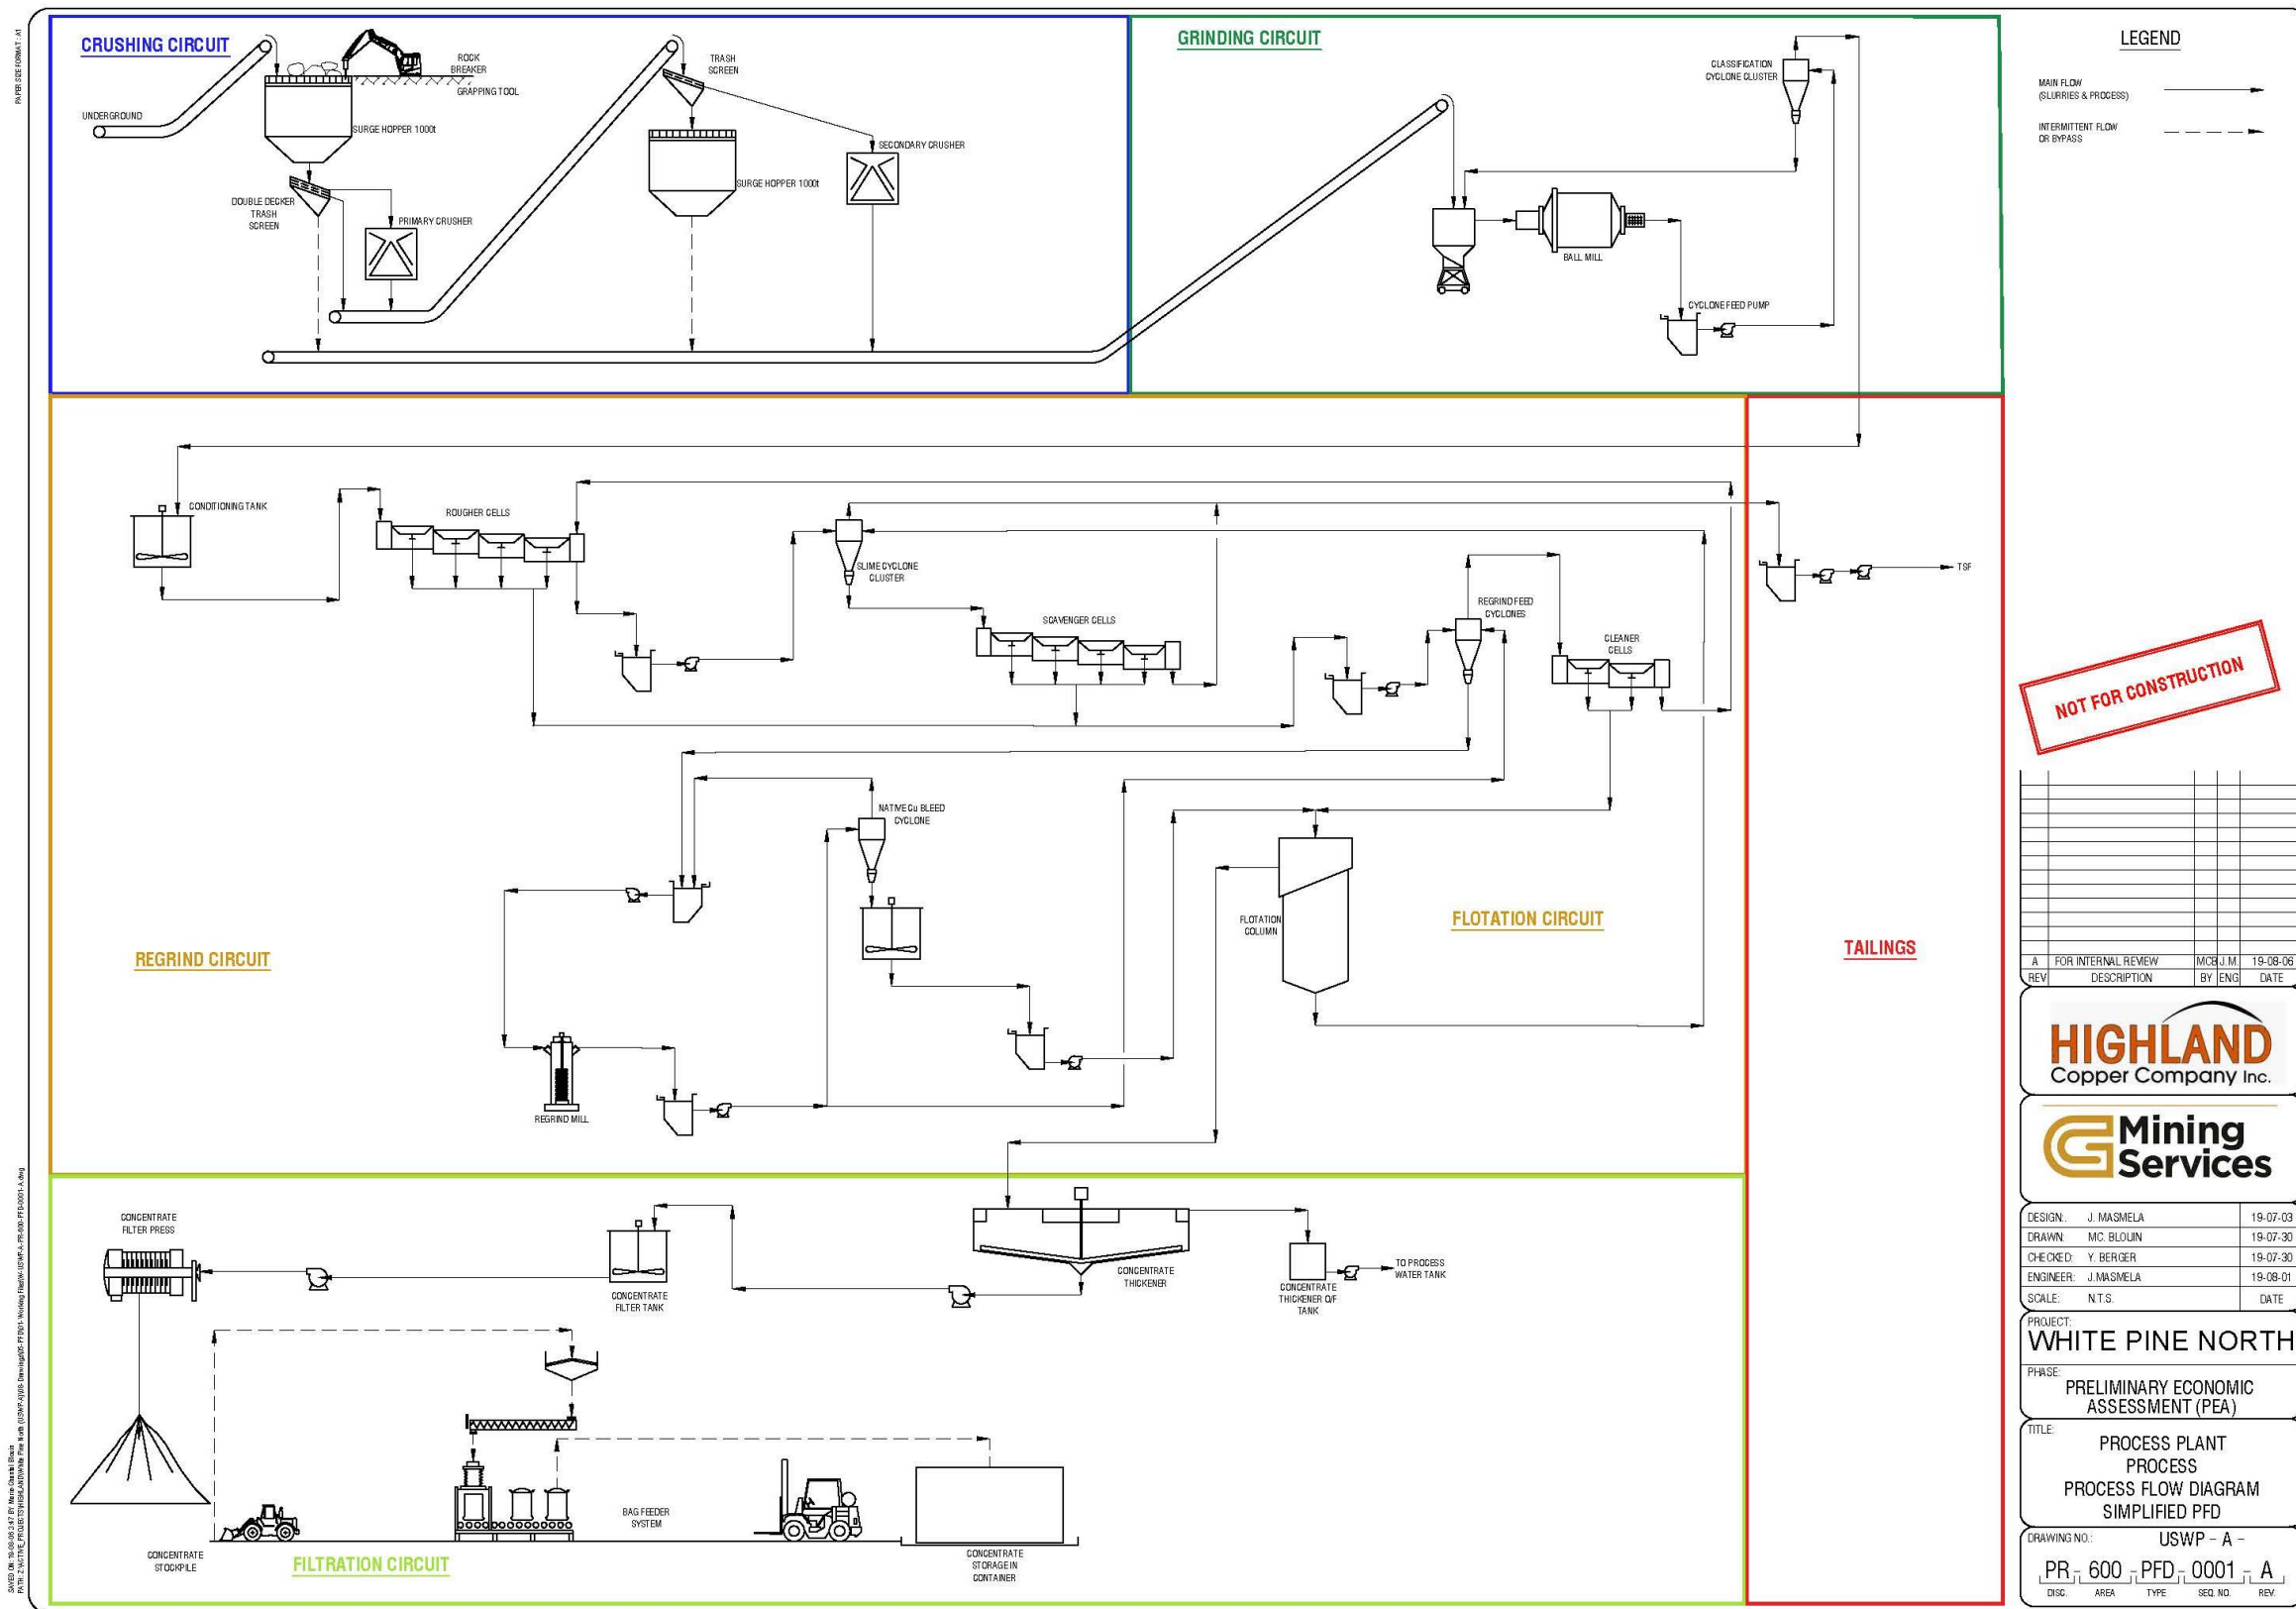 PAPER SIZE FORMAT: A1
CRUSHING CIRCUIT
UNDERGROUND
ROCK
BREAKER
GRAPPING TOOL
SURGE HOPPER 1000t
DOUBLE DECKER
TRASH
SCREEN
PRIMARY CRUSHER
TRASH
SCREEN
SURGE HOPPER 1000t
SECONDARY CRUSHER
GRINDING CIRCUIT
CLASSIFICATION
CYCLONE CLUSTER
BALL MILL
CYCLONE FEED PUMP
LEGEND
MAIN FLOW
(SLURRIES & PROCESS)
INTERMITTENT FLOW
OR BYPASS
CONDITIONING TANK
ROUGHER CELLS
SLIME CYCLONE
CLUSTER
SCAVENGER CELLS
REGRIND FEED
CYCLONES
CLEANER
CELLS
TSF
NATIVE Cu BLEED
CYCLONE
FLOTATION
COLUMN
FLOTATION CIRCUIT
REGRIND CIRCUIT
REGRIND MILL
TAILINGS
NOT FOR CONSTRUCTION
CONCENTRATE
FILTER PRESS
CONCENTRATE
FILTER TANK
CONCENTRATE
THICKENER
CONCENTRATE
THICKENER O/F
TANK
TO PROCESS
WATER TANK
CONCENTRATE
STOCKPILE
FILTRATION CIRCUIT
BAG FEEDER
SYSTEM
CONCENTRATE
STORAGE IN
CONTAINER
A FOR INTERNAL REVIEW MCB J.M. 19-08-06
REV DESCRIPTION BY ENG DATE
HIGHLAND
Copper Company Inc.
G Mining
Services
DESIGN: J. MASMELA 19-07-03
DRAWN: MC. BLOUIN 19-07-30
CHECKED: Y. BERGER 19-07-30
ENGINEER: J.MASMELA 19-08-01
SCALE: N.T.S. DATE
PROJECT:
WHITE PINE NORTH
PHASE:
PRELIMINARY ECONOMIC
ASSESSMENT (PEA)
TITLE:
PROCESS PLANT
PROCESS
PROCESS FLOW DIAGRAM
SIMPLIFIED PFD
DRAWING NO.: USWP - A -
PR - 600 - PFD - 0001 - A
DISC. AREA TYPE SEQ. NO. REV.